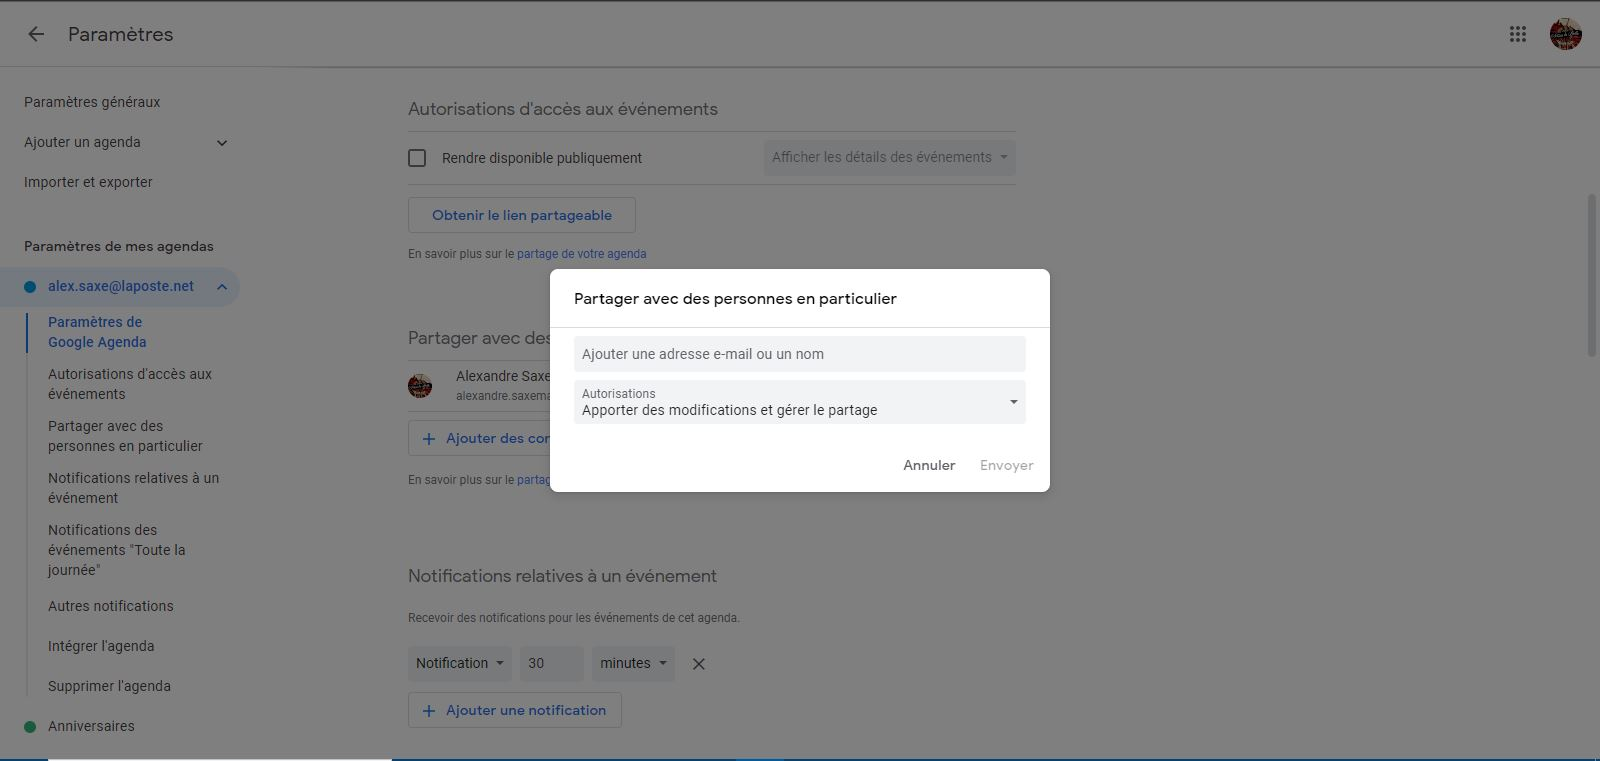 Paramètres
Paramètres généraux
Ajouter un agenda
Importer et exporter
Paramètres de mes agendas
alex.saxe@laposte.net
Paramètres de
Google Agenda
Autorisations d'accès aux
événements
Partager avec des
personnes en particulier
Notifications relatives à un
événement
Notifications des
événements "Toute la
journée"
Autres notifications
Intégrer l'agenda
Supprimer l'agenda
Anniversaires
Autorisations d'accès aux événements
Rendre disponible publiquement
Afficher les détails des événements
Obtenir le lien partageable
En savoir plus sur le partage de votre agenda
Partager avec des
Alexandre Saxe
alexandre.saxema
Ajouter des con
En savoir plus sur le partag
Partager avec des personnes en particulier
Ajouter une adresse e-mail ou un nom
Autorisations
Apporter des modifications et gérer le partage
Annuler Envoyer
Notifications relatives à un événement
Recevoir des notifications pour les événements de cet agenda.
Notification 30 minutes
Ajouter une notification